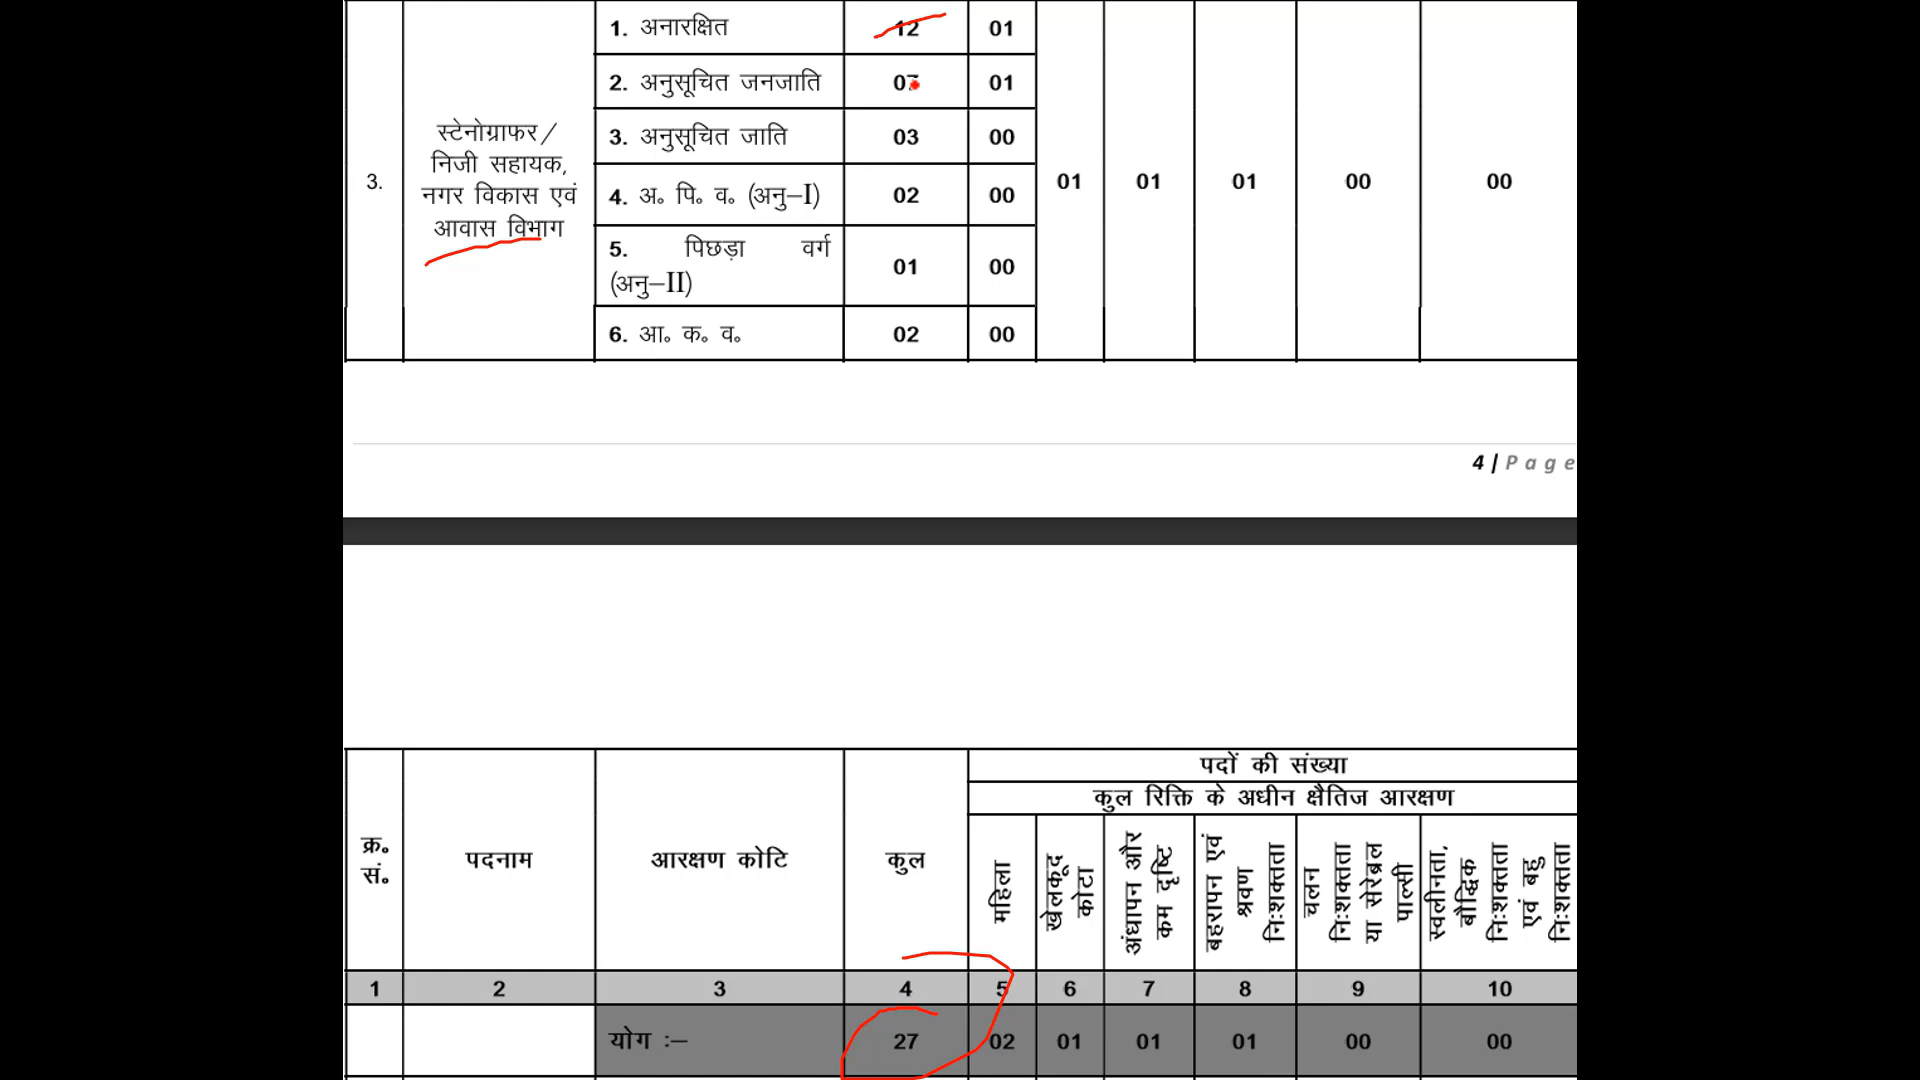 1. अनारक्षित 12 01
2. अनुसूचित जनजाति 07 01
3. अनुसूचित जाति 03 00
4. अ॰ पि॰ व॰ (अनु–I) 02 00
5. पिछड़ा वर्ग
(अनु–II) 01 00
6. आ॰ क॰ व॰ 02 00
3.
स्टेनोग्राफर/
निजी सहायक,
नगर विकास एवं
आवास विभाग
01 01 01 00 00
4 | Page
क्र॰
सं॰
पदनाम
आरक्षण कोटि
कुल
पदों की संख्या
कुल रिक्ति के अधीन क्षैतिज आरक्षण
महिला
खेलकूद
कोटा
अंधापन और
कम दृष्टि
बहरापन एवं
श्रवण
निःशक्तता
चलन
निःशक्तता
या सेरेब्रल
पाल्सी
स्वलीनता,
बौद्धिक
निःशक्तता
एवं बहु
निःशक्तता
1 2 3 4 5 6 7 8 9 10
योग :– 27 02 01 01 01 00 00